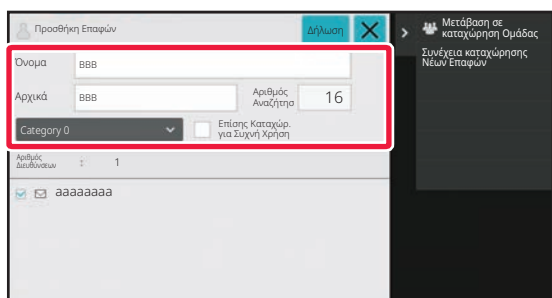 Προσθήκη Επαφών
Δήλωση
Μετάβαση σε
καταχώρηση Ομάδας
Συνέχεια καταχώρησης
Νέων Επαφών
Όνομα
BBB
Αρχικά
BBB
Αριθμός
Αναζήτησ
16
Category 0
Επίσης Καταχώρ.
για Συχνή Χρήση
Αριθμός
Διευθύνσεων : 1
aaaaaaaa